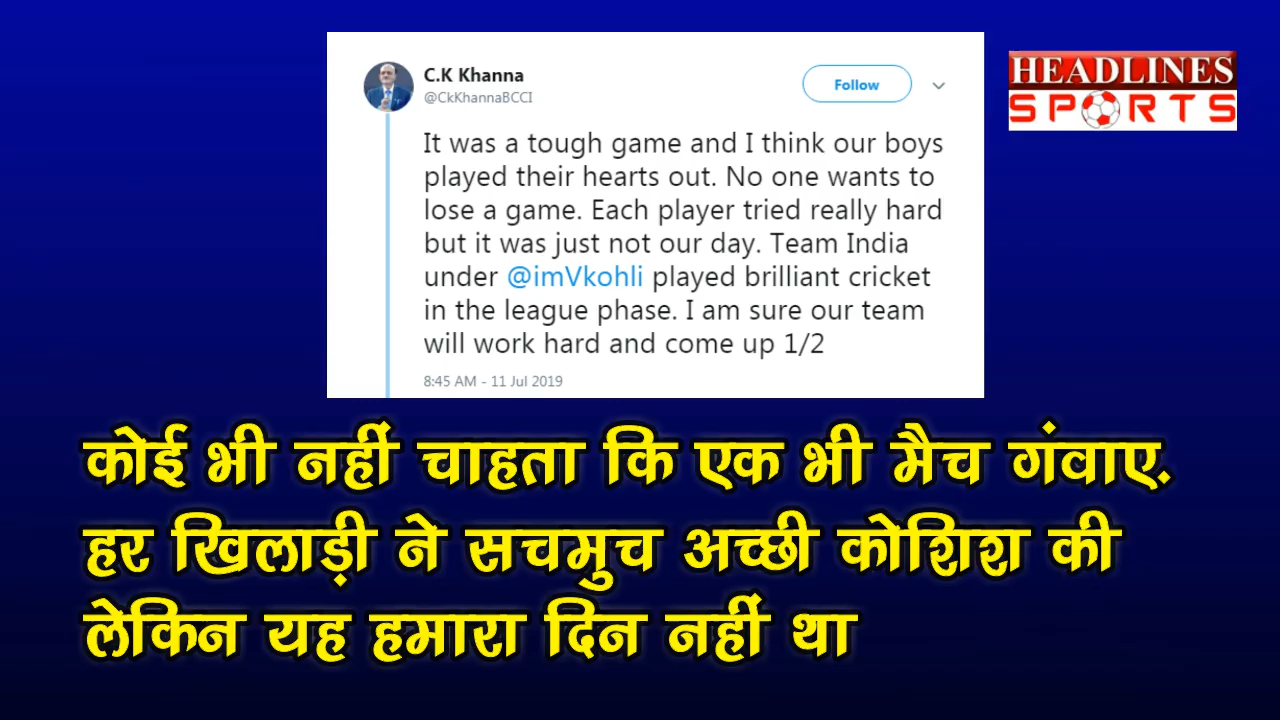 C.K Khanna
@CkKhannaBCCI
Follow
HEADLINES
SPORTS
It was a tough game and I think our boys
played their hearts out. No one wants to
lose a game. Each player tried really hard
but it was just not our day. Team India
under @imVkohli played brilliant cricket
in the league phase. I am sure our team
will work hard and come up 1/2
8:45 AM - 11 Jul 2019
कोई भी नहीं चाहता कि एक भी मैच गंवाए.
हर खिलाड़ी ने सचमुच अच्छी कोशिश की
लेकिन यह हमारा दिन नहीं था